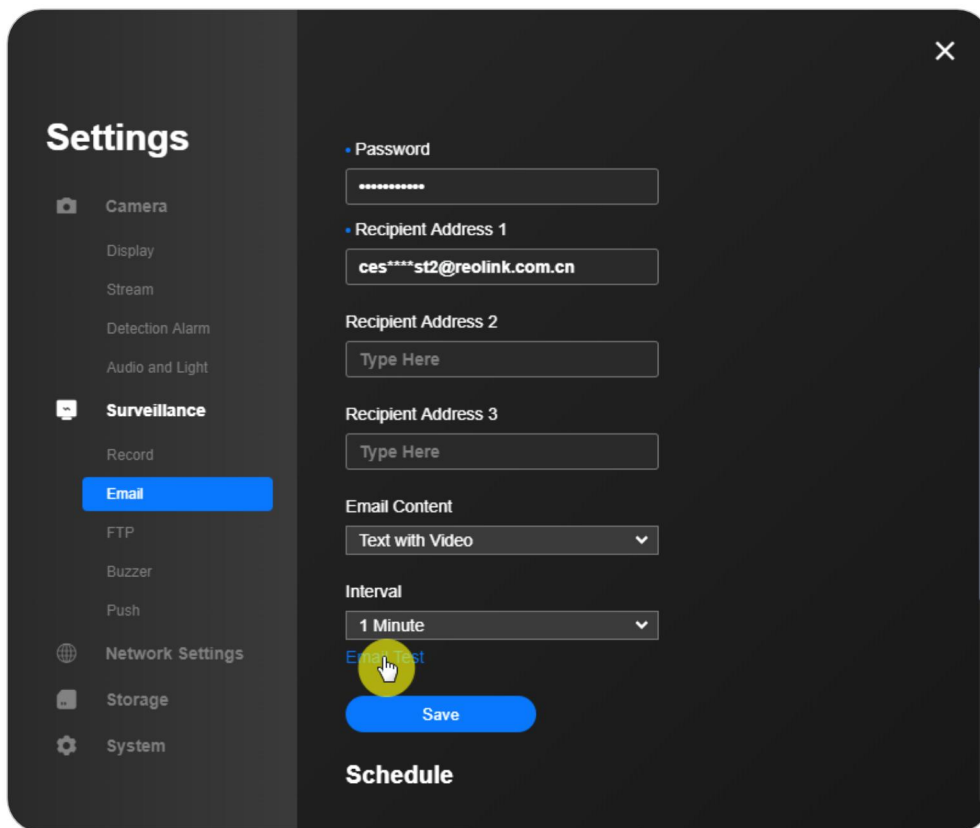 Settings
Camera
Display
Stream
Detection Alarm
Audio and Light
Surveillance
Record
Email
FTP
Buzzer
Push
Network Settings
Storage
System
Password
•••••••••••
Recipient Address 1
ces****st2@reolink.com.cn
Recipient Address 2
Type Here
Recipient Address 3
Type Here
Email Content
Text with Video
Interval
1 Minute
Email Test
Save
Schedule